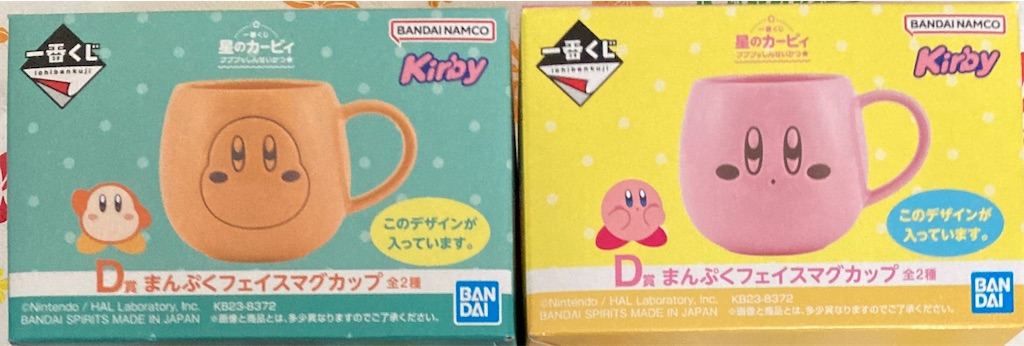 一番くじ
ichibankuji
一番くじ
星のカービィ
BANDAI NAMCO
Kirby
このデザインが
入っています。
D賞 まんぷくフェイスマグカップ 全2種
©Nintendo / HAL Laboratory, Inc. KB23-8372
BANDAI SPIRITS MADE IN JAPAN ※画像と商品とは、多少異なりますのでご了承ください。
BAN
DAI
一番くじ
ichibankuji
一番くじ
星のカービィ
BANDAI NAMCO
Kirby
このデザインが
入っています。
D賞 まんぷくフェイスマグカップ 全2種
©Nintendo / HAL Laboratory, Inc. KB23-8372
BANDAI SPIRITS MADE IN JAPAN ※画像と商品とは、多少異なりますのでご了承ください。
BAN
DAI